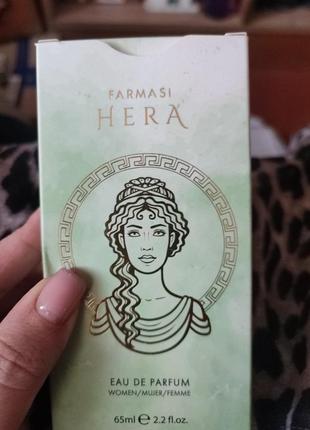 FARMASi
HERA
EAU DE PARFUM
WOMEN/MUJER/FEMME
65ml ℮ 2.2 fl.oz.